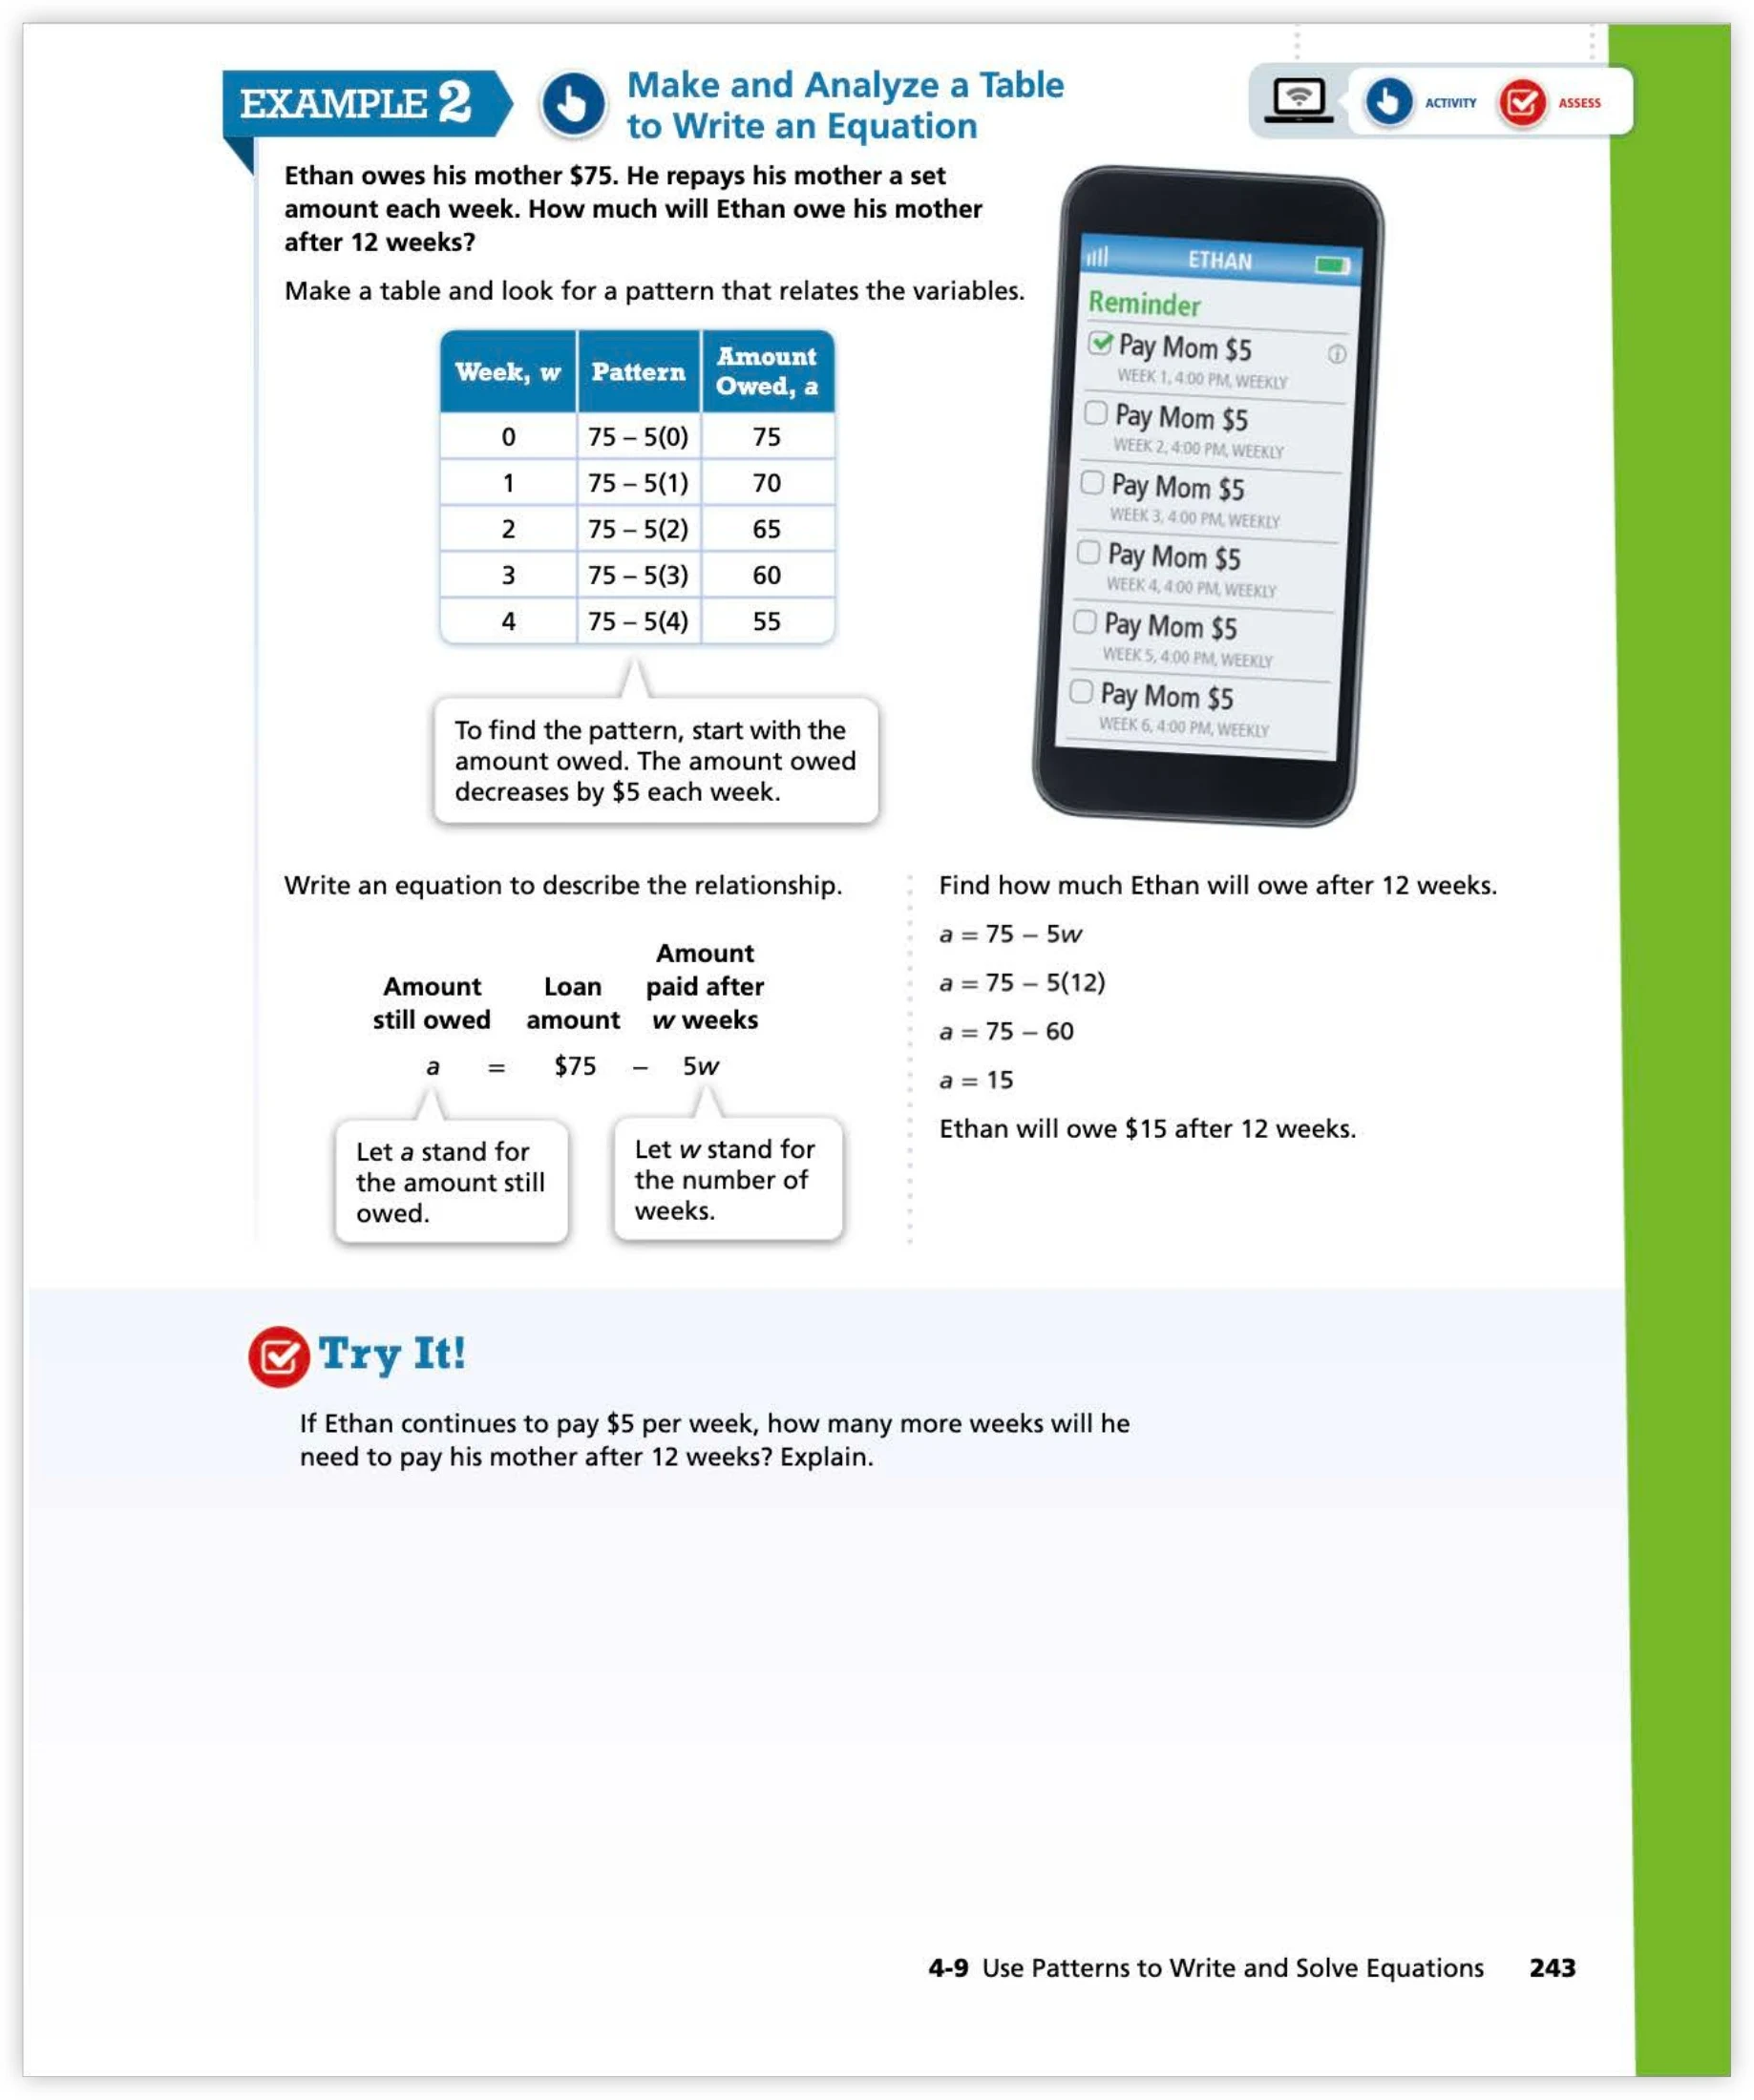 EXAMPLE 2
Make and Analyze a Table
to Write an Equation
ACTIVITY
ASSESS
Ethan owes his mother $75. He repays his mother a set
amount each week. How much will Ethan owe his mother
after 12 weeks?
Make a table and look for a pattern that relates the variables.
Week, w Pattern Amount Owed, a
0 75 – 5(0) 75
1 75 – 5(1) 70
2 75 – 5(2) 65
3 75 – 5(3) 60
4 75 – 5(4) 55
To find the pattern, start with the
amount owed. The amount owed
decreases by $5 each week.
ETHAN
Reminder
Pay Mom $5
WEEK 1, 4:00 PM, WEEKLY
Pay Mom $5
WEEK 2, 4:00 PM, WEEKLY
Pay Mom $5
WEEK 3, 4:00 PM, WEEKLY
Pay Mom $5
WEEK 4, 4:00 PM, WEEKLY
Pay Mom $5
WEEK 5, 4:00 PM, WEEKLY
Pay Mom $5
WEEK 6, 4:00 PM, WEEKLY
Write an equation to describe the relationship.
Amount
Amount Loan paid after
still owed amount w weeks
a = $75 – 5w
Let a stand for
the amount still
owed.
Let w stand for
the number of
weeks.
Find how much Ethan will owe after 12 weeks.
a = 75 – 5w
a = 75 – 5(12)
a = 75 – 60
a = 15
Ethan will owe $15 after 12 weeks.
Try It!
If Ethan continues to pay $5 per week, how many more weeks will he
need to pay his mother after 12 weeks? Explain.
4-9 Use Patterns to Write and Solve Equations 243